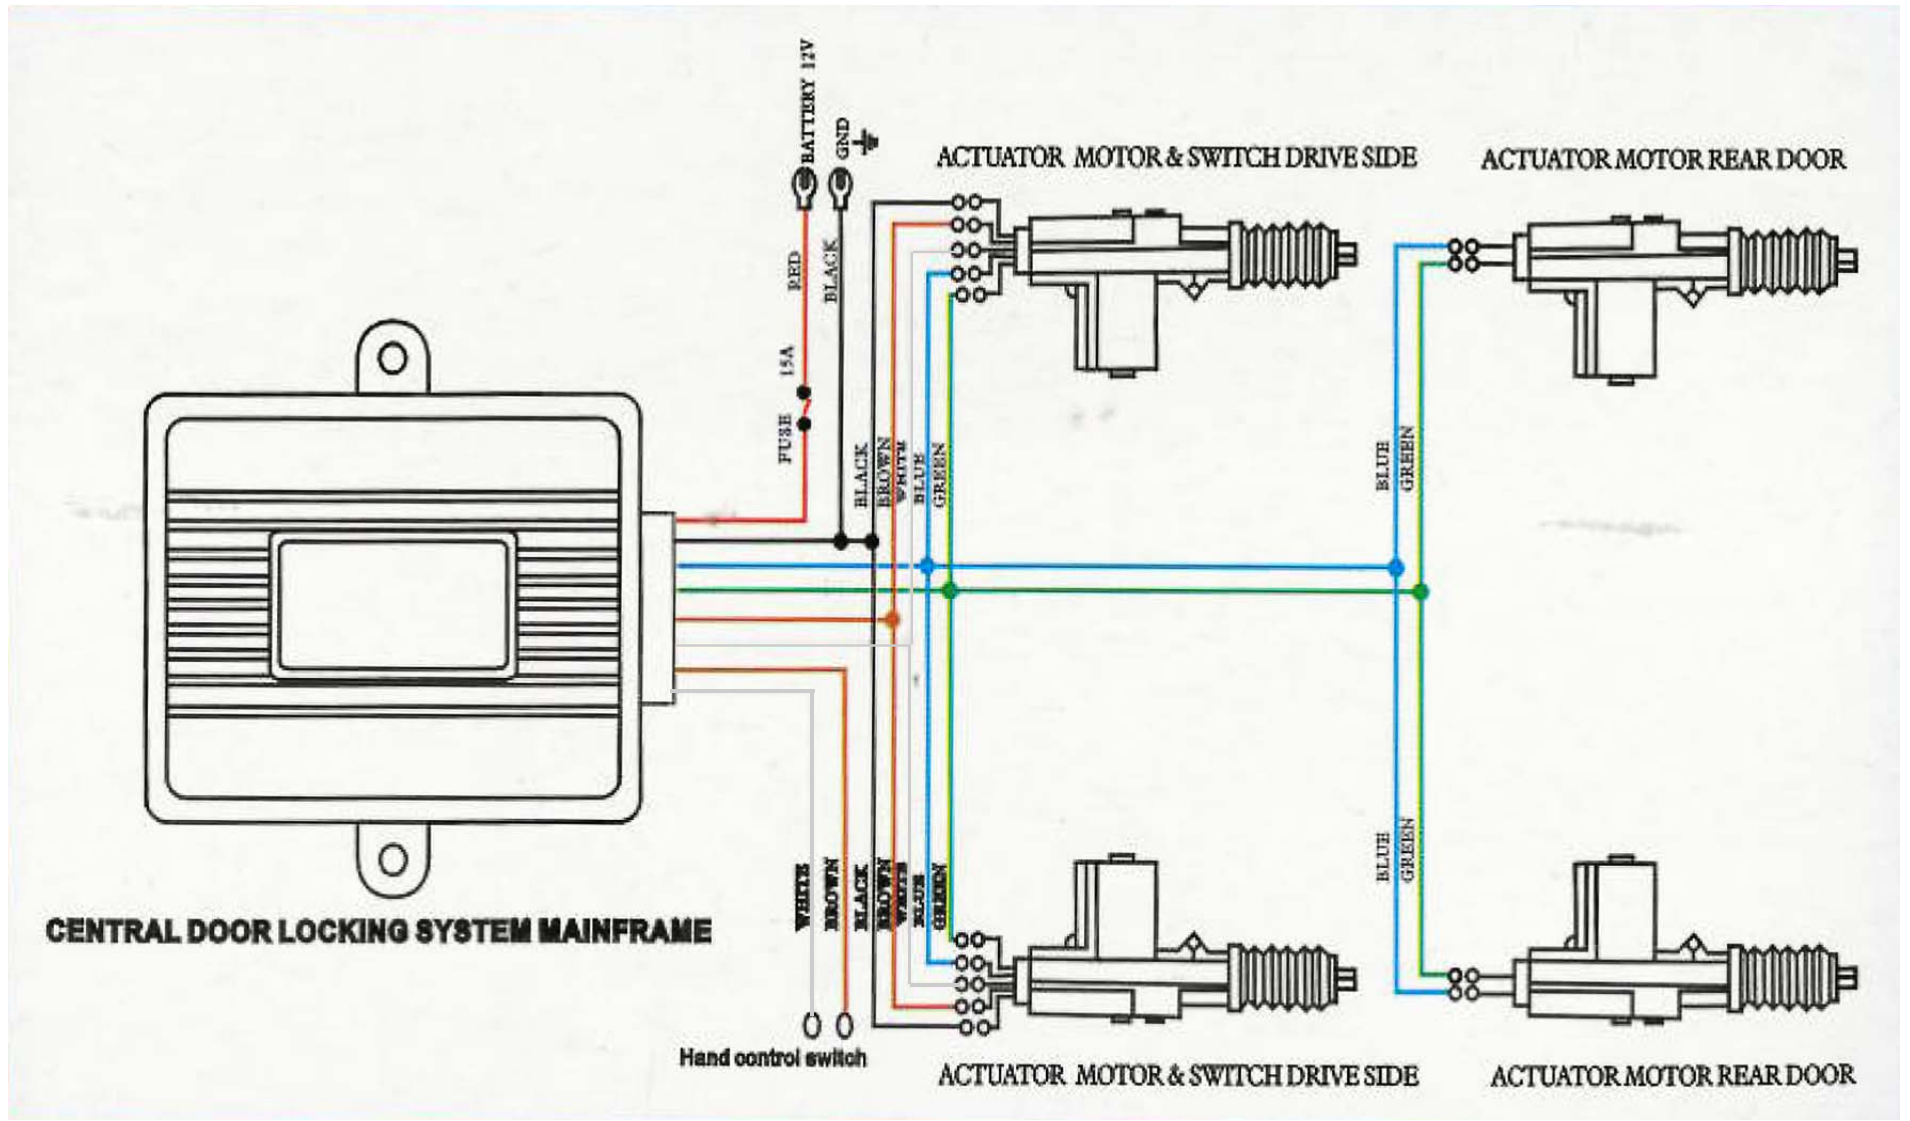 BATTERY 12V
GND
RED
BLACK
15A
FUSE
ACTUATOR MOTOR & SWITCH DRIVE SIDE
ACTUATOR MOTOR REAR DOOR
BLACK
BROWN
WHITE
BLUE
GREEN
BLUE
GREEN
CENTRAL DOOR LOCKING SYSTEM MAINFRAME
WHITE
BROWN
BLACK
BROWN
WHITE
BLUE
GREEN
BLUE
GREEN
Hand control switch
ACTUATOR MOTOR & SWITCH DRIVE SIDE
ACTUATOR MOTOR REAR DOOR